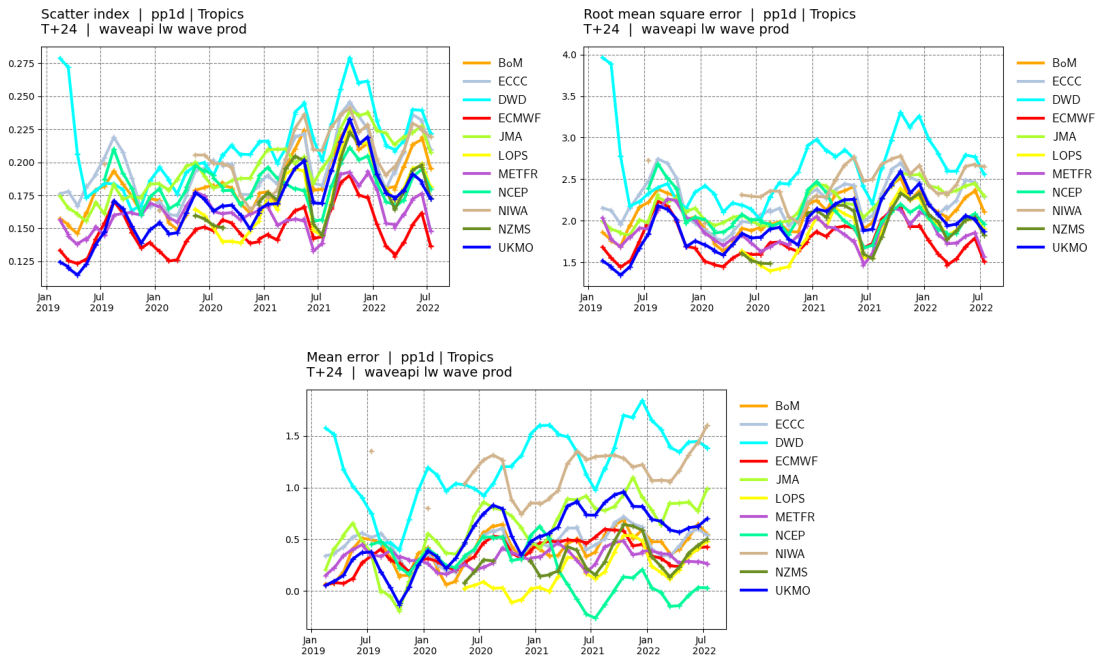 Scatter index | pp1d | Tropics
T+24 | waveapi lw wave prod
0.275
0.250
0.225
0.200
0.175
0.150
0.125
Jan
2019
Jul
2019
Jan
2020
Jul
2020
Jan
2021
Jul
2021
Jan
2022
Jul
2022
BoM
ECCC
DWD
ECMWF
JMA
LOPS
METFR
NCEP
NIWA
NZMS
UKMO
Root mean square error | pp1d | Tropics
T+24 | waveapi lw wave prod
4.0
3.5
3.0
2.5
2.0
1.5
Jan
2019
Jul
2019
Jan
2020
Jul
2020
Jan
2021
Jul
2021
Jan
2022
Jul
2022
BoM
ECCC
DWD
ECMWF
JMA
LOPS
METFR
NCEP
NIWA
NZMS
UKMO
Mean error | pp1d | Tropics
T+24 | waveapi lw wave prod
1.5
1.0
0.5
0.0
Jan
2019
Jul
2019
Jan
2020
Jul
2020
Jan
2021
Jul
2021
Jan
2022
Jul
2022
BoM
ECCC
DWD
ECMWF
JMA
LOPS
METFR
NCEP
NIWA
NZMS
UKMO